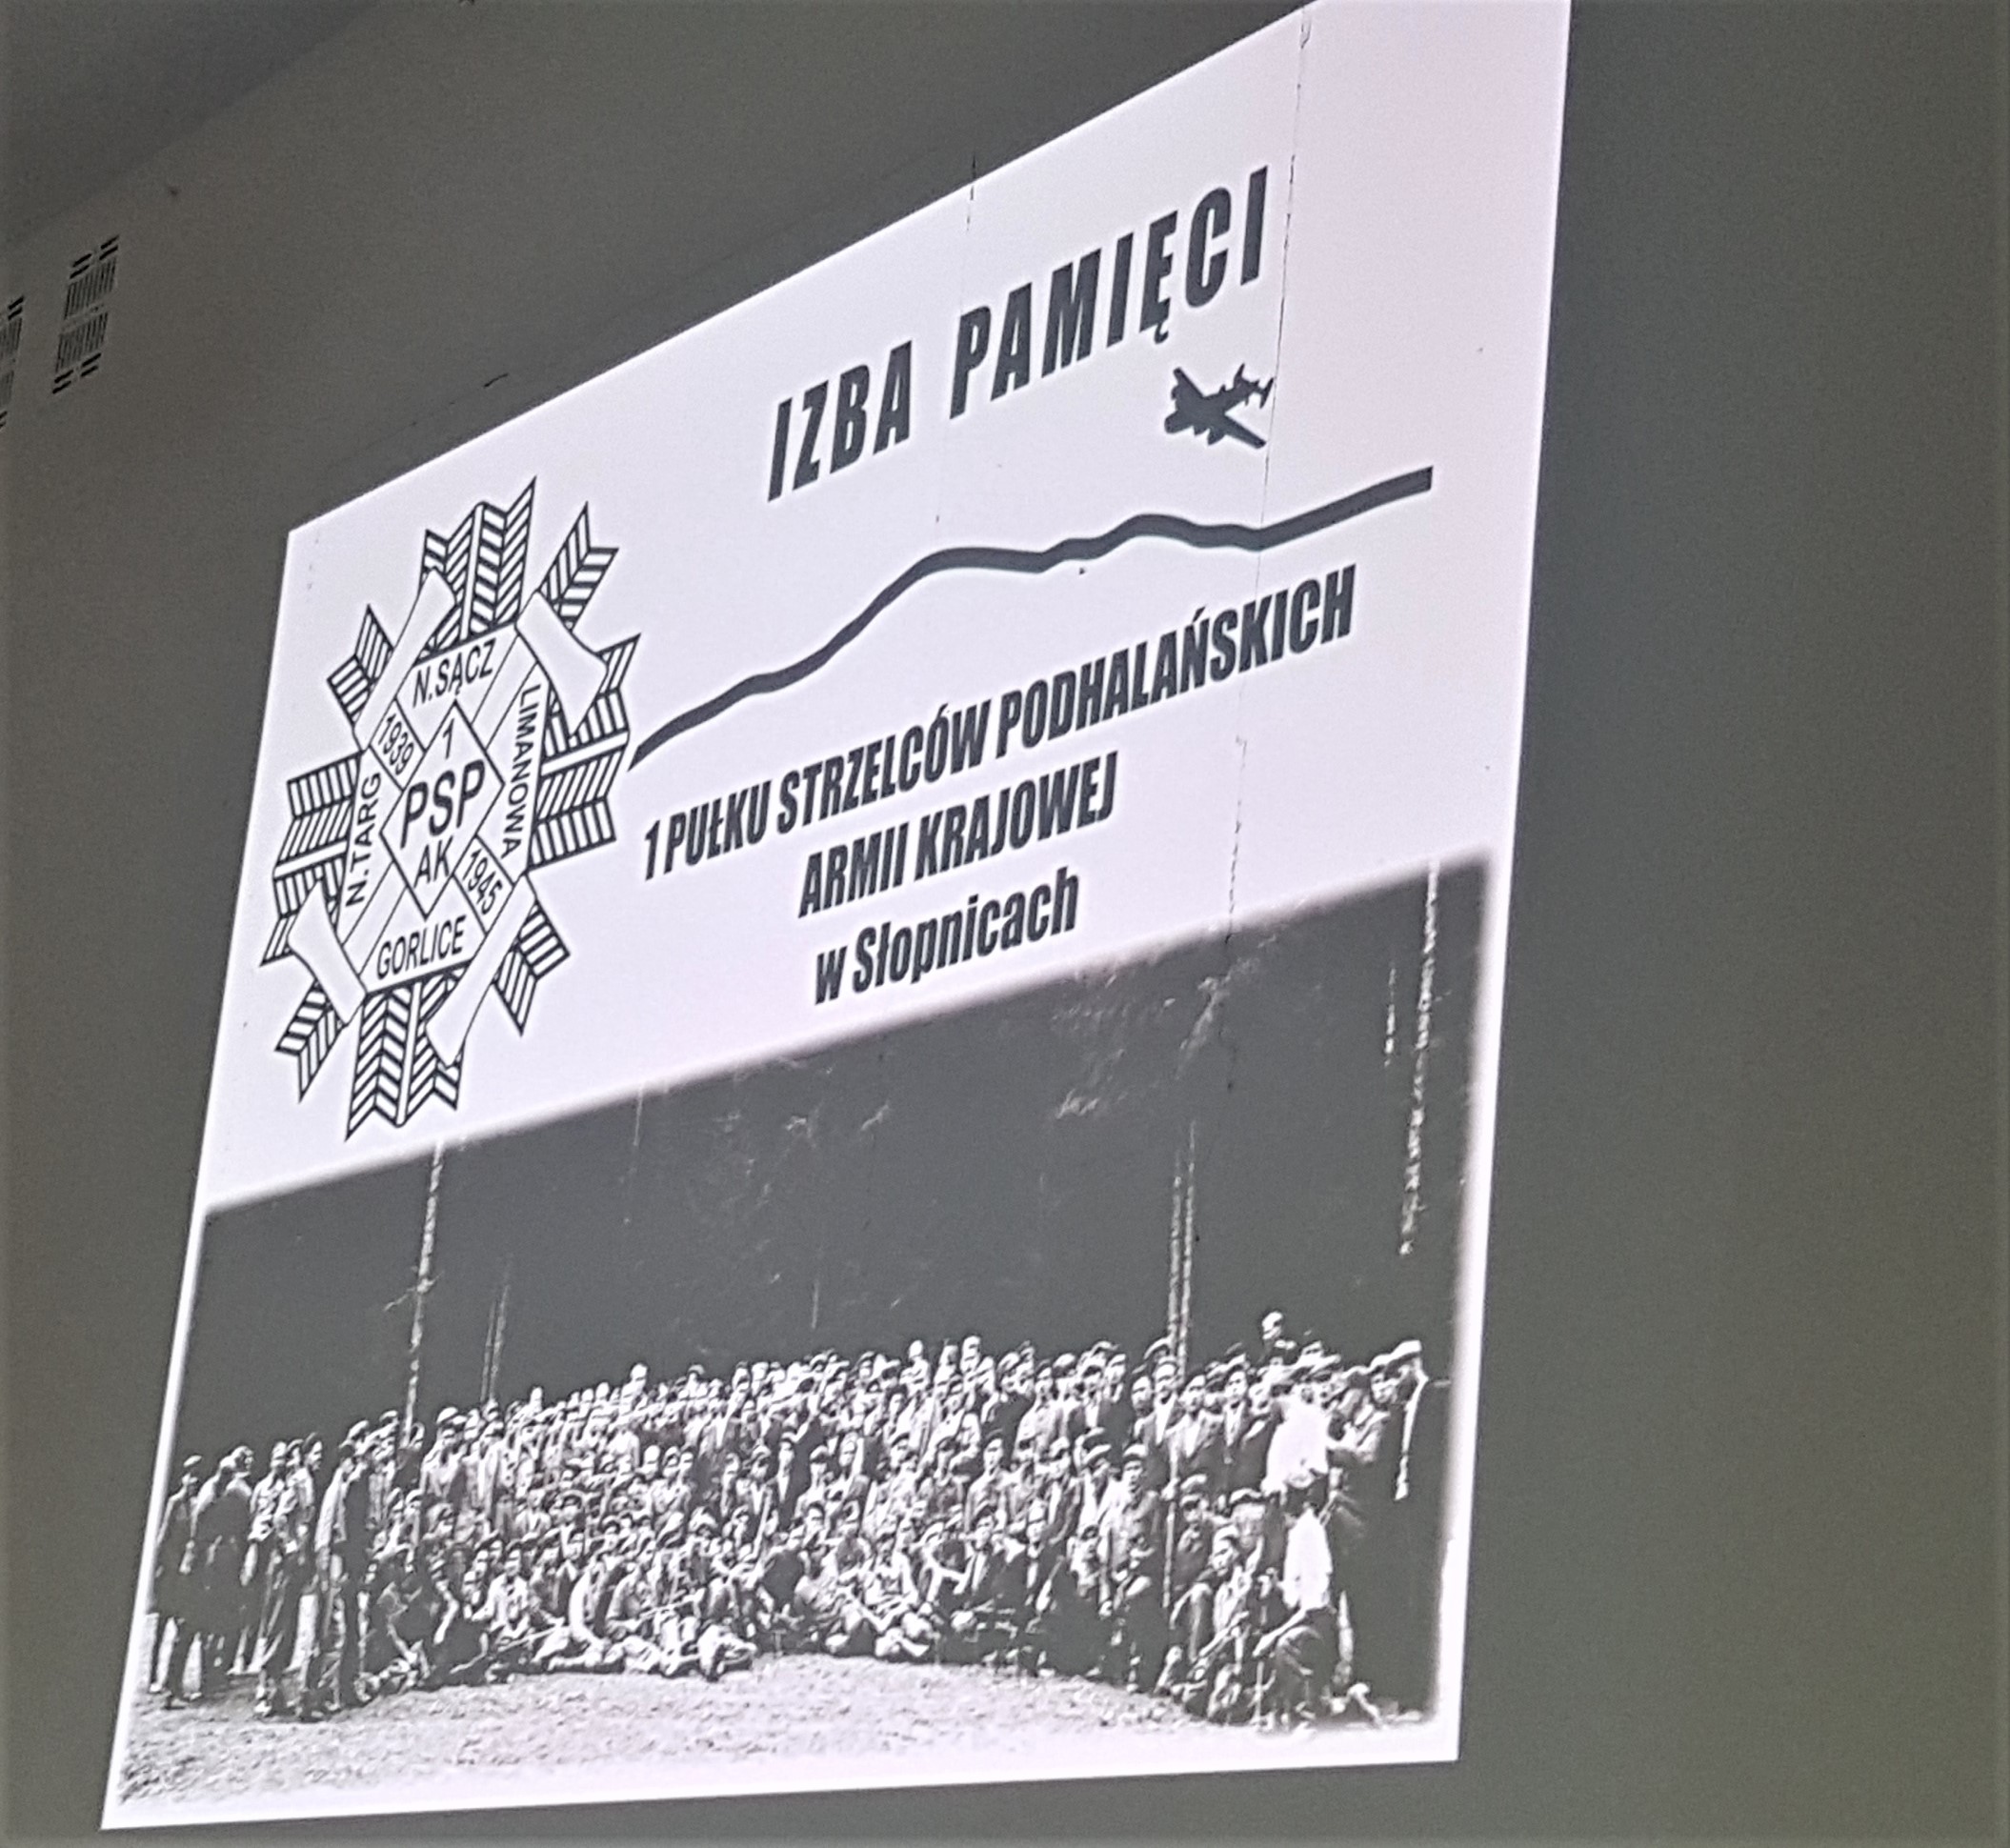 IZBA PAMIĘCI
1 PUŁKU STRZELCÓW PODHALAŃSKICH
ARMII KRAJOWEJ
w Słopnicach
N.SĄCZ
1939
LIMANOWA
1
PSP
AK
N.TARG
1945
GORLICE